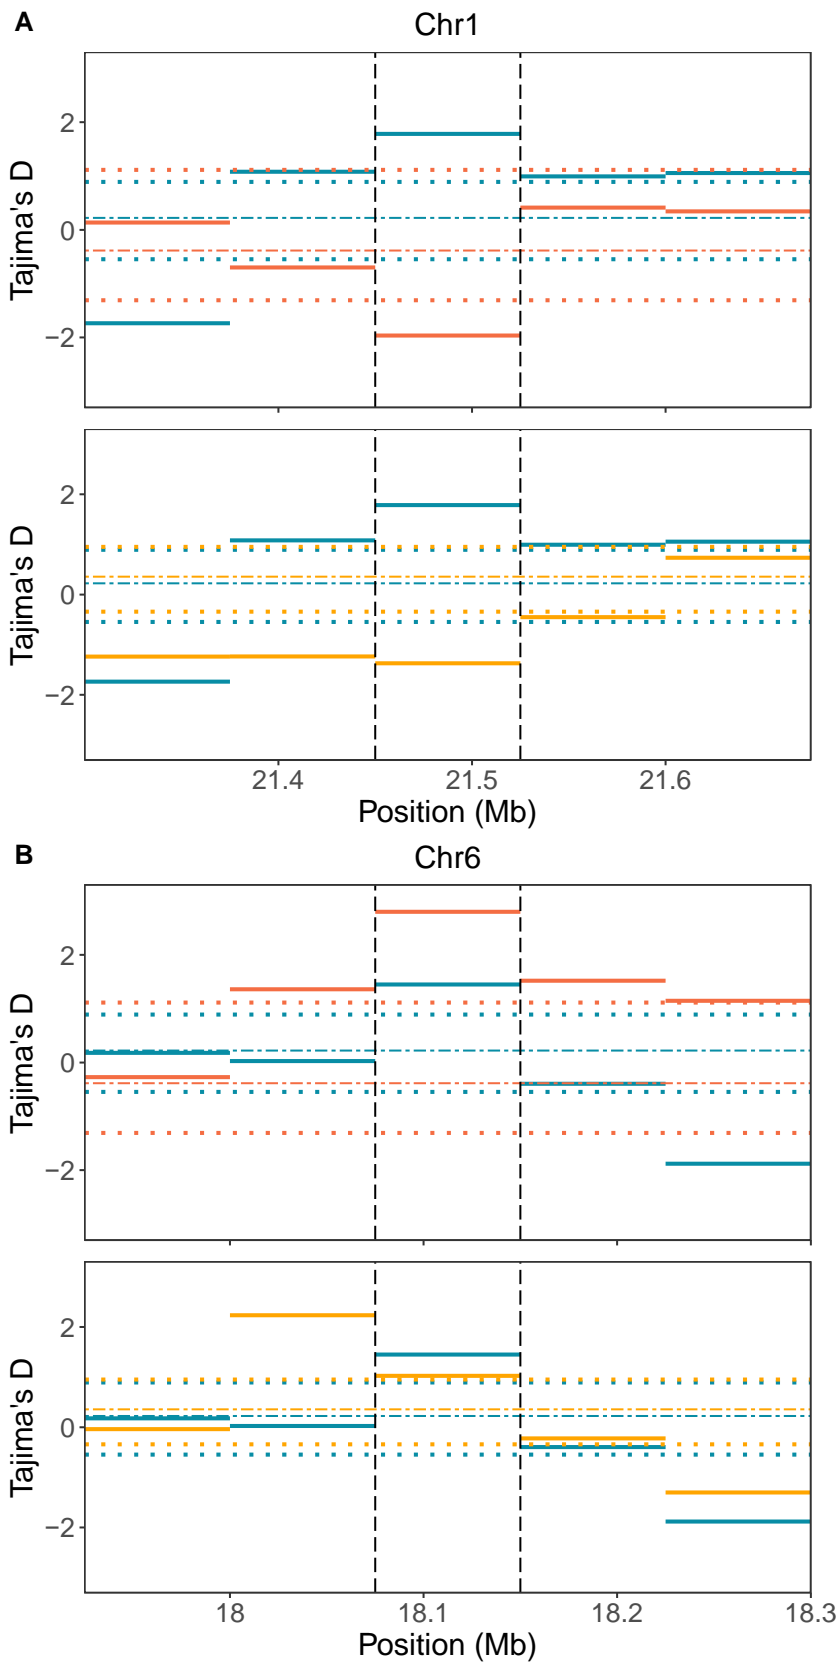 A
Chr1
Tajima's D
2
0
−2
Tajima's D
2
0
−2
21.4 21.5 21.6
Position (Mb)
B
Chr6
Tajima's D
2
0
−2
Tajima's D
2
0
−2
18 18.1 18.2 18.3
Position (Mb)